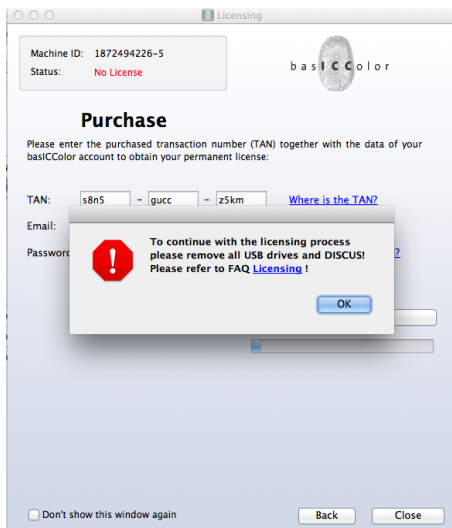 Licensing
Machine ID: 1872494226-5
Status: No License
basICColor
Purchase
Please enter the purchased transaction number (TAN) together with the data of your
basICColor account to obtain your permanent license:
TAN: s8n5 - gucc - z5km Where is the TAN?
Email:
Password
?
To continue with the licensing process
please remove all USB drives and DISCUS!
Please refer to FAQ Licensing !
OK
Don't show this window again
Back Close